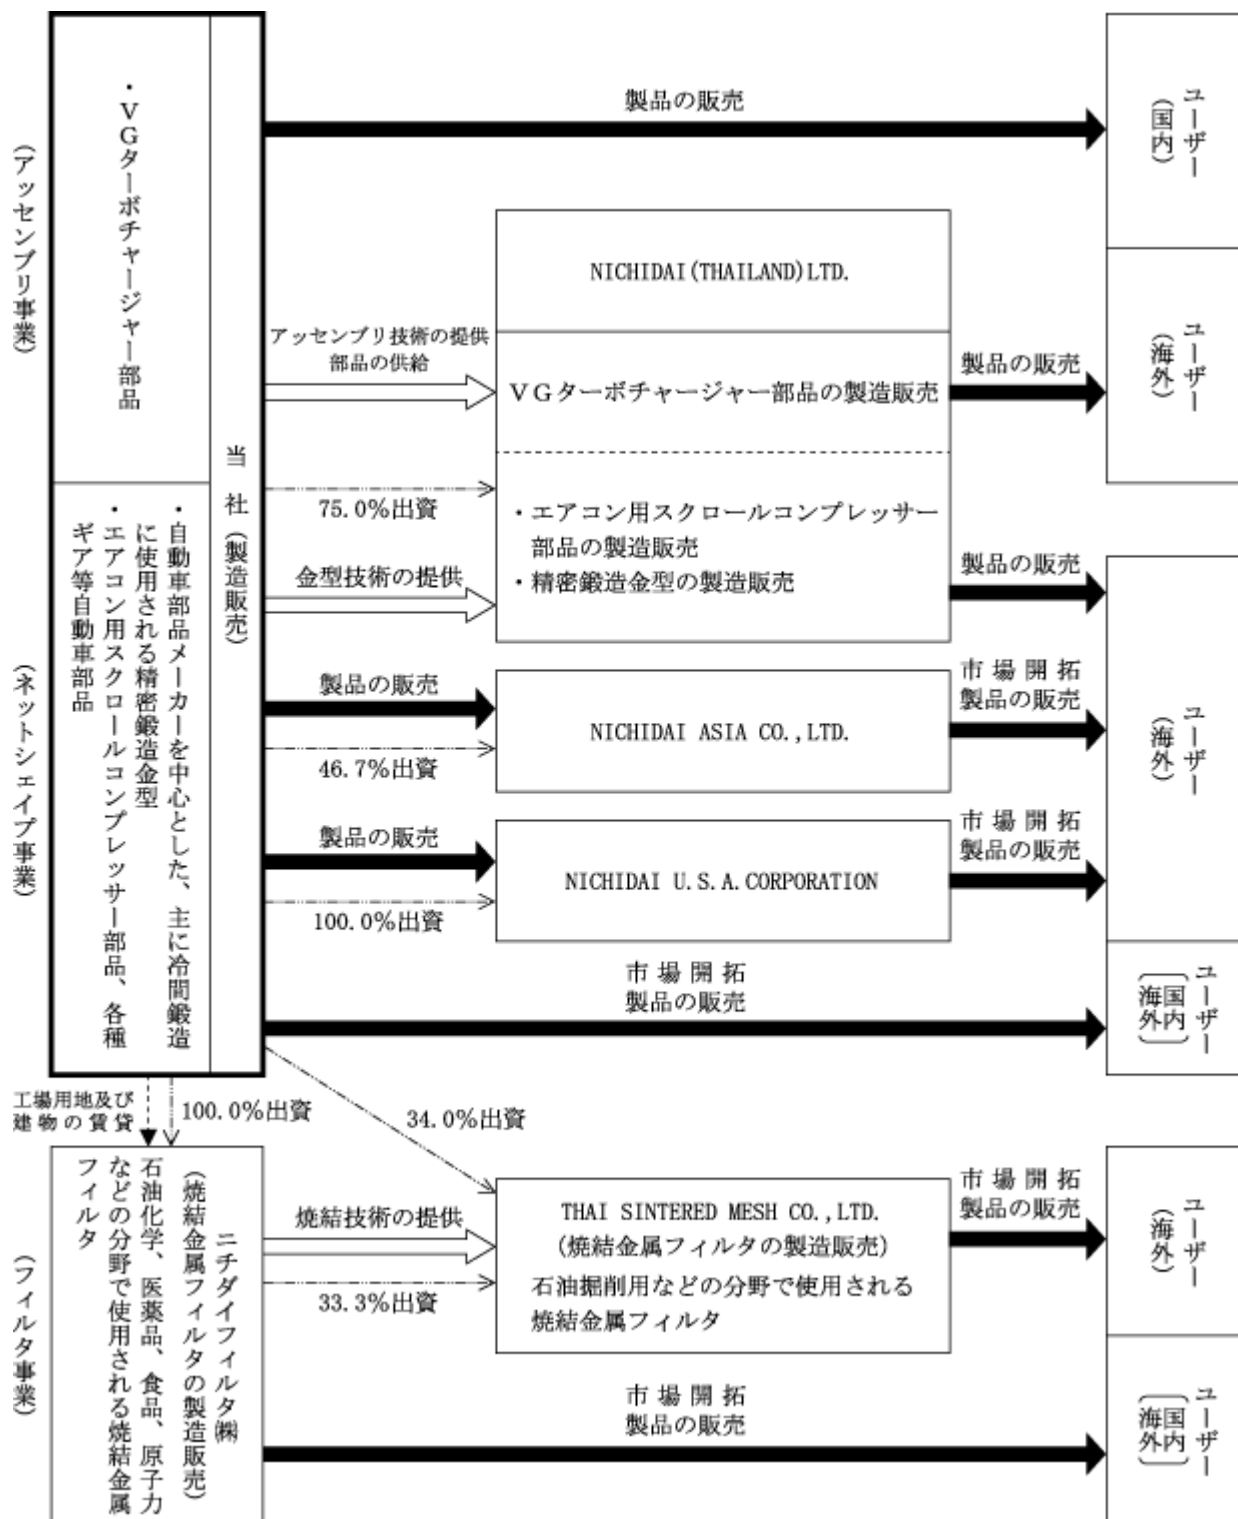 (アッセンブリ事業)
・VGターボチャージャー部品
当　社(製造販売)
製品の販売
ユーザー
(国内)
NICHIDAI(THAILAND)LTD.
アッセンブリ技術の提供
部品の供給
VGターボチャージャー部品の製造販売
製品の販売
ユーザー
(海外)
75.0%出資
・エアコン用スクロールコンプレッサー
部品の製造販売
・精密鍛造金型の製造販売
金型技術の提供
製品の販売
(ネットシェイプ事業)
・自動車部品メーカーを中心とした、主に冷間鍛造
に使用される精密鍛造金型
・エアコン用スクロールコンプレッサー部品、各種
ギア等自動車部品
製品の販売
46.7%出資
NICHIDAI ASIA CO.,LTD.
市場開拓
製品の販売
ユーザー
(海外)
製品の販売
100.0%出資
NICHIDAI U.S.A.CORPORATION
市場開拓
製品の販売
市場開拓
製品の販売
ユーザー
国内
海外
工場用地及び
建物の賃貸
100.0%出資
34.0%出資
(フィルタ事業)
ニチダイフィルタ㈱
(焼結金属フィルタの製造販売)
石油化学、医薬品、食品、原子力
などの分野で使用される焼結金属
フィルタ
焼結技術の提供
33.3%出資
THAI SINTERED MESH CO.,LTD.
(焼結金属フィルタの製造販売)
石油掘削用などの分野で使用される
焼結金属フィルタ
市場開拓
製品の販売
ユーザー
(海外)
市場開拓
製品の販売
ユーザー
国内
海外